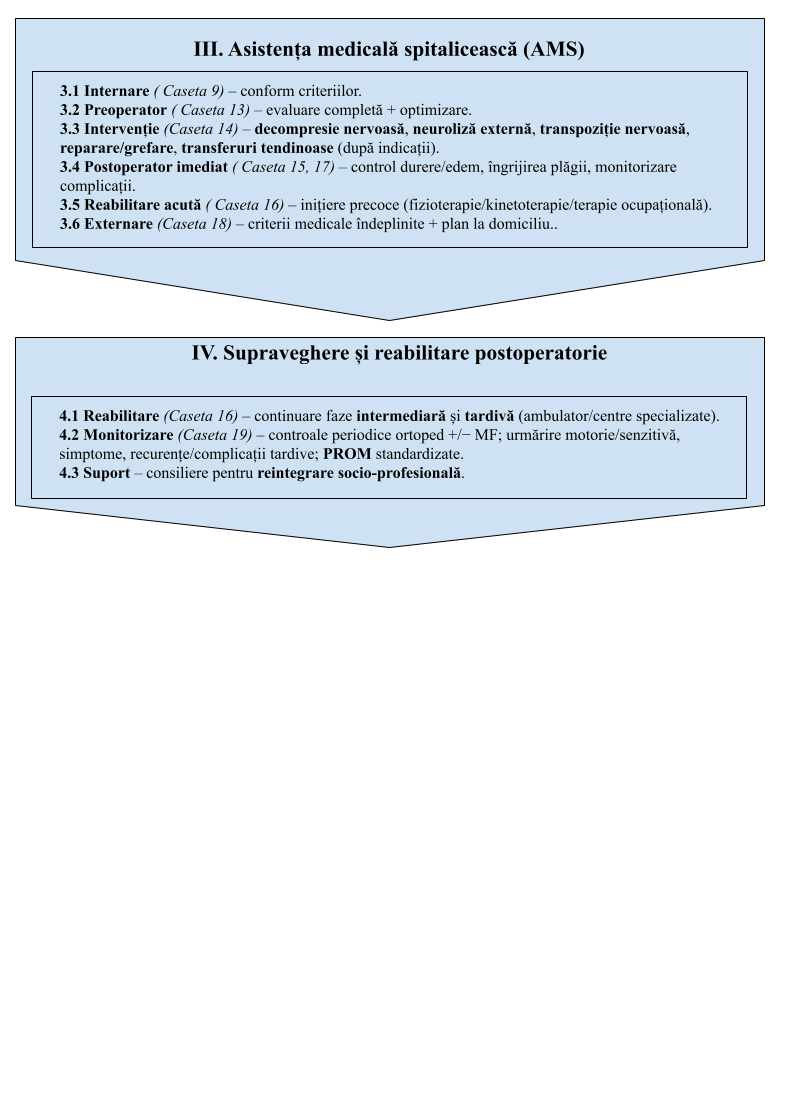 III. Asistența medicală spitalicească (AMS)
3.1 Internare ( Caseta 9) – conform criteriilor.
3.2 Preoperator ( Caseta 13) – evaluare completă + optimizare.
3.3 Intervenție (Caseta 14) – decompresie nervoasă, neuroliză externă, transpoziție nervoasă,
reparare/grefare, transferuri tendinoase (după indicații).
3.4 Postoperator imediat ( Caseta 15, 17) – control durere/edem, îngrijirea plăgii, monitorizare
complicații.
3.5 Reabilitare acută ( Caseta 16) – inițiere precoce (fizioterapie/kinetoterapie/terapie ocupațională).
3.6 Externare (Caseta 18) – criterii medicale îndeplinite + plan la domiciliu..
IV. Supraveghere și reabilitare postoperatorie
4.1 Reabilitare (Caseta 16) – continuare faze intermediară și tardivă (ambulator/centre specializate).
4.2 Monitorizare (Caseta 19) – controale periodice ortoped +/− MF; urmărire motorie/senzitivă,
simptome, recurențe/complicații tardive; PROM standardizate.
4.3 Suport – consiliere pentru reintegrare socio-profesională.